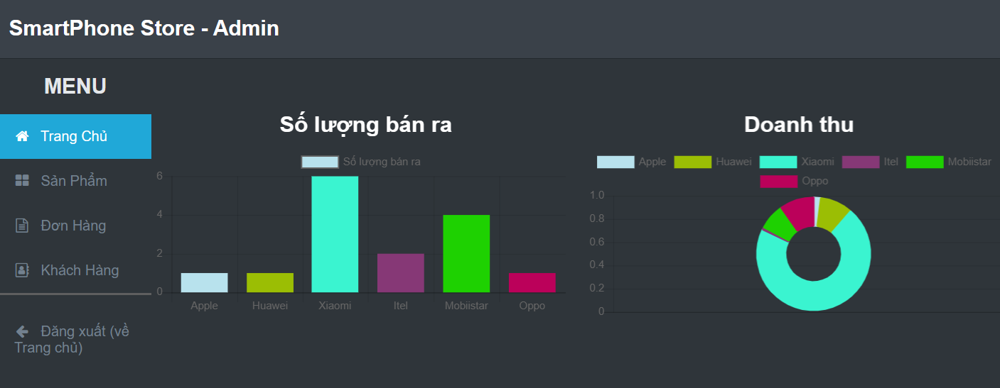 SmartPhone Store - Admin
MENU
Trang Chủ
Sản Phẩm
Đơn Hàng
Khách Hàng
Đăng xuất (về
Trang chủ)
Số lượng bán ra
Số lượng bán ra
6
4
2
0
Apple Huawei Xiaomi Itel Mobiistar Oppo
Doanh thu
Apple Huawei Xiaomi Itel Mobiistar
Oppo
1.0
0.8
0.6
0.4
0.2
0